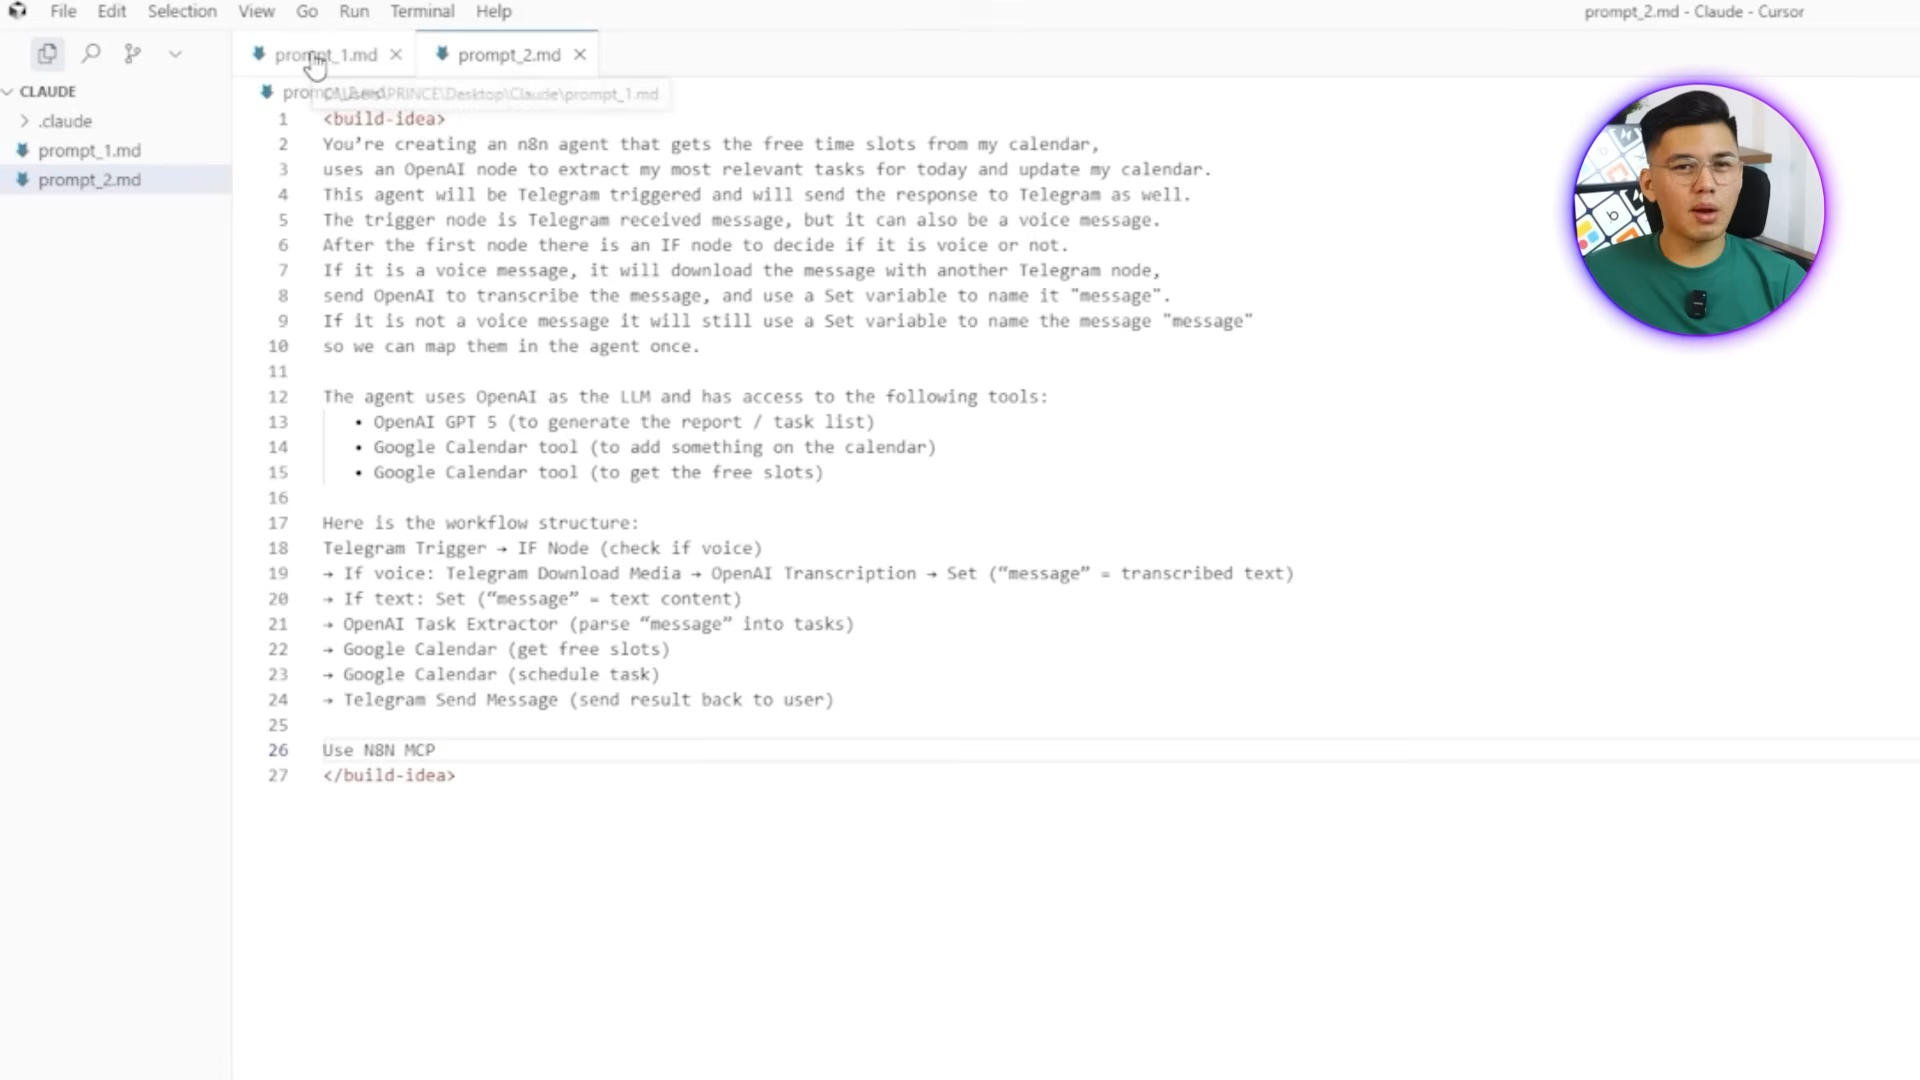 File Edit Selection View Go Run Terminal Help
prompt_2.md - Claude - Cursor
prompt_1.md
prompt_2.md
CLAUDE
.claude
prompt_1.md
prompt_2.md
\PRINCE\Desktop\Claude\prompt_1.md
1 <build-idea>
2 You’re creating an n8n agent that gets the free time slots from my calendar,
3 uses an OpenAI node to extract my most relevant tasks for today and update my calendar.
4 This agent will be Telegram triggered and will send the response to Telegram as well.
5 The trigger node is Telegram received message, but it can also be a voice message.
6 After the first node there is an IF node to decide if it is voice or not.
7 If it is a voice message, it will download the message with another Telegram node,
8 send OpenAI to transcribe the message, and use a Set variable to name it "message".
9 If it is not a voice message it will still use a Set variable to name the message "message"
10 so we can map them in the agent once.
11
12 The agent uses OpenAI as the LLM and has access to the following tools:
13 • OpenAI GPT 5 (to generate the report / task list)
14 • Google Calendar tool (to add something on the calendar)
15 • Google Calendar tool (to get the free slots)
16
17 Here is the workflow structure:
18 Telegram Trigger → IF Node (check if voice)
19 → If voice: Telegram Download Media → OpenAI Transcription → Set (“message” = transcribed text)
20 → If text: Set (“message” = text content)
21 → OpenAI Task Extractor (parse “message” into tasks)
22 → Google Calendar (get free slots)
23 → Google Calendar (schedule task)
24 → Telegram Send Message (send result back to user)
25
26 Use N8N MCP
27 </build-idea>